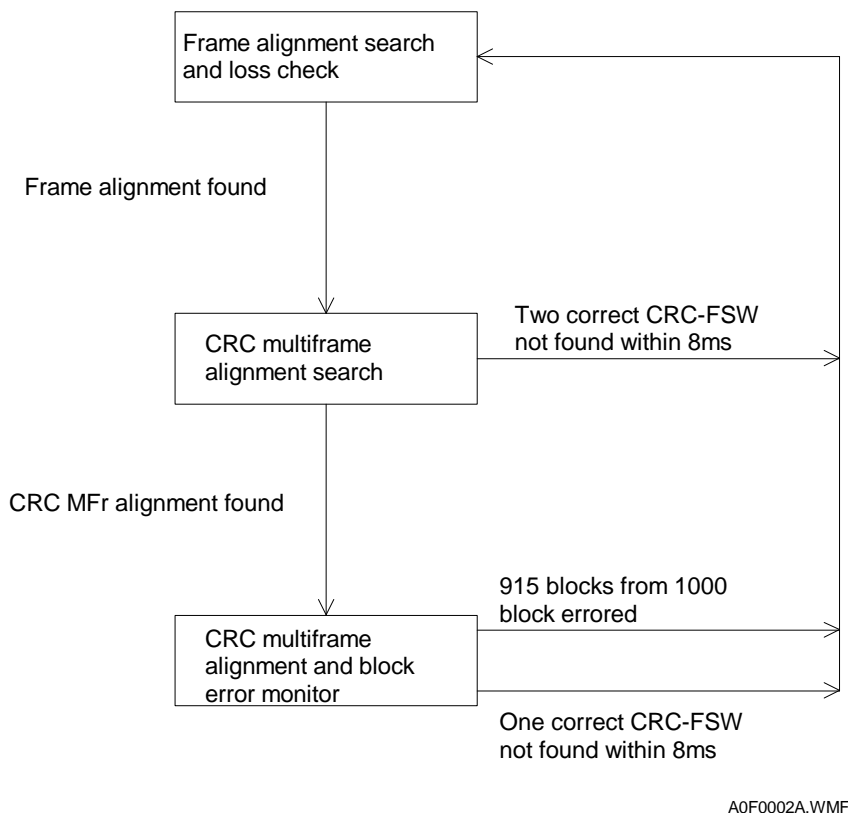 Frame alignment search
and loss check
Frame alignment found
Two correct CRC-FSW
not found within 8ms
CRC multiframe
alignment search
CRC MFr alignment found
915 blocks from 1000
block errored
CRC multiframe
alignment and block
error monitor
One correct CRC-FSW
not found within 8ms
A0F0002A.WMF